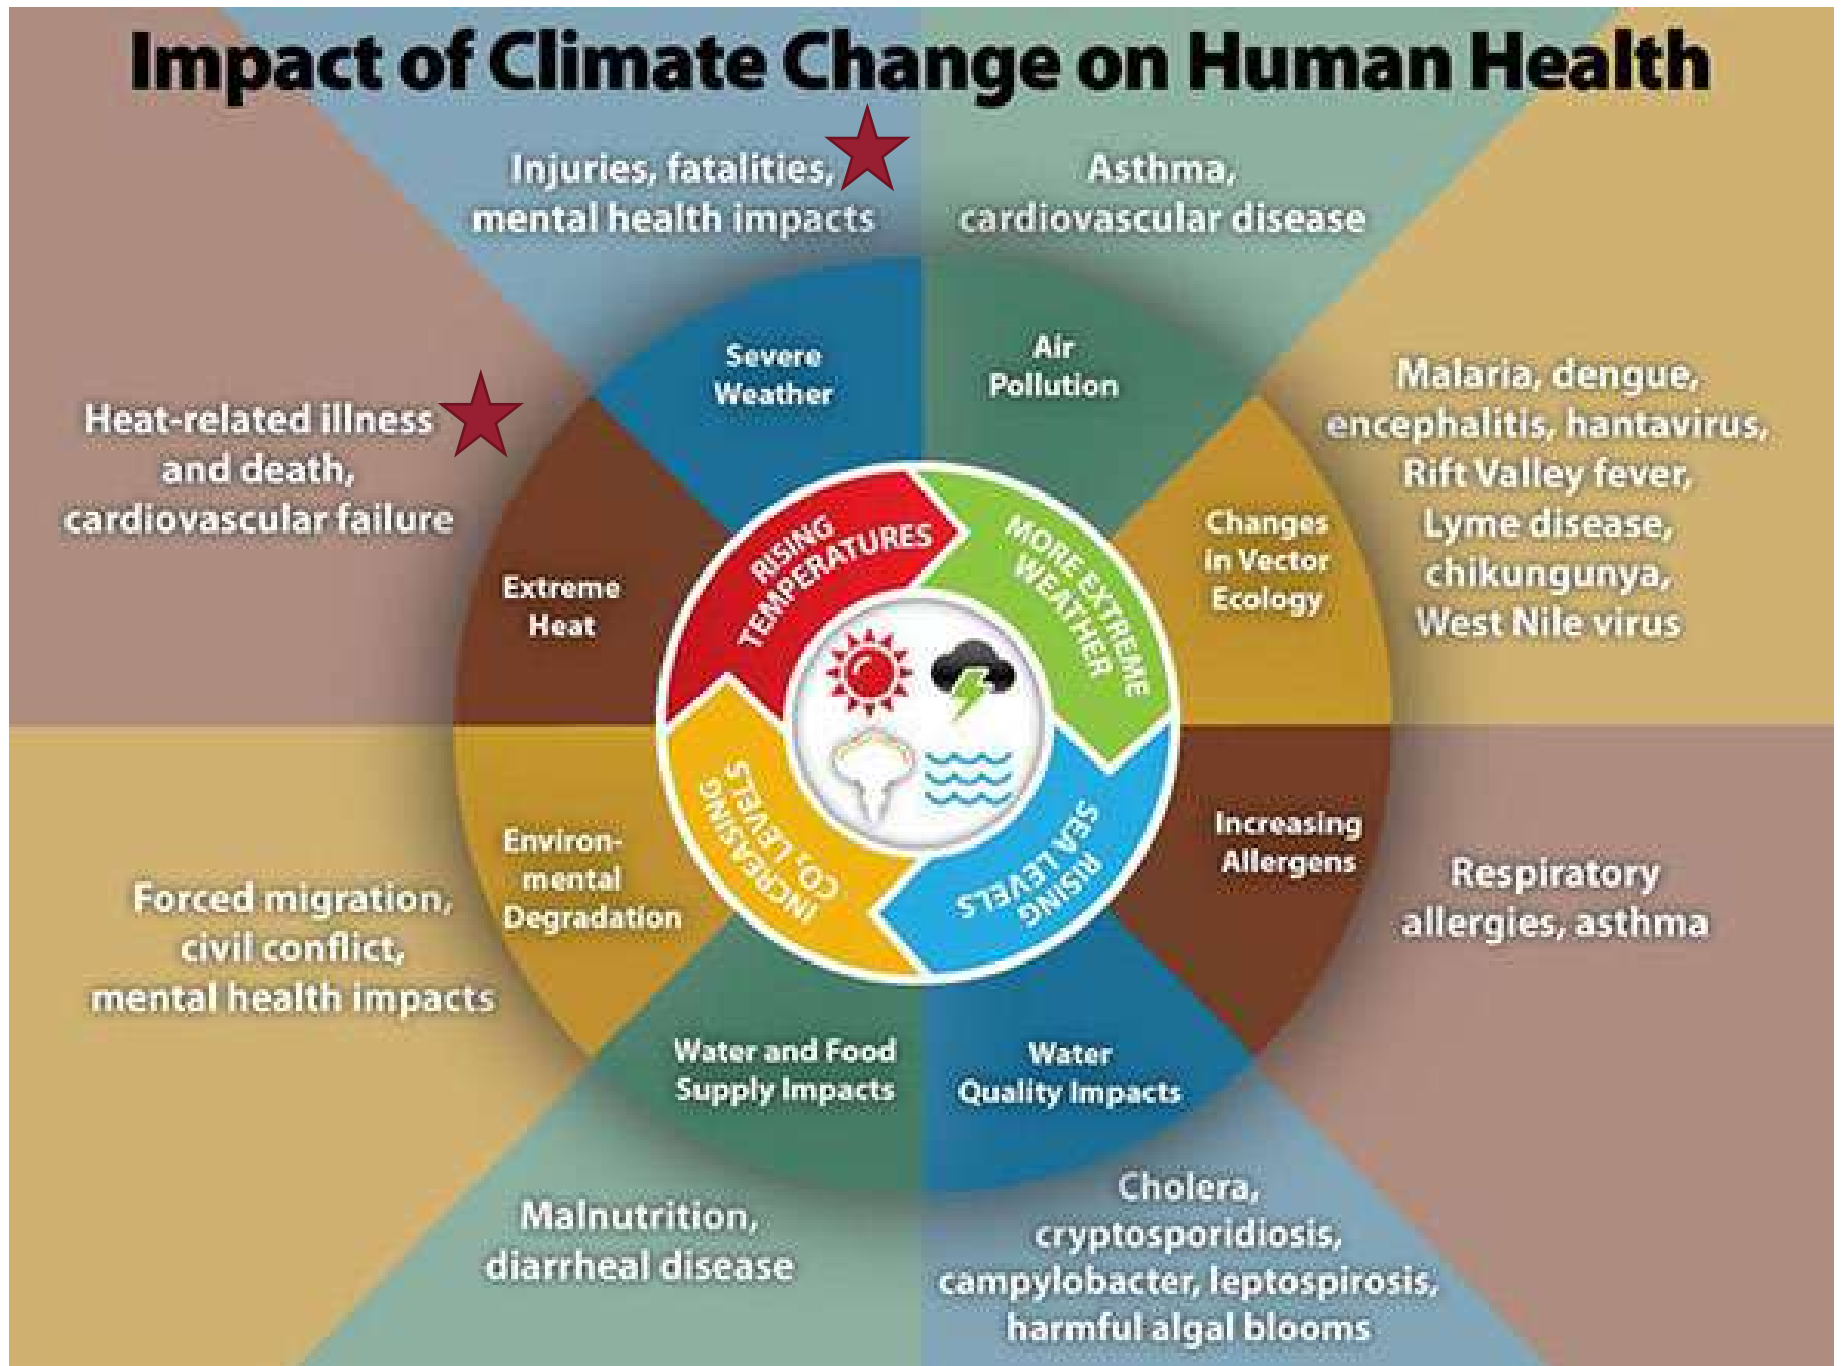 Impact of Climate Change on Human Health
Injuries, fatalities,
mental health impacts
Asthma,
cardiovascular disease
Severe
Weather
Air
Pollution
Heat-related illness
and death,
cardiovascular failure
Extreme
Heat
Changes
in Vector
Ecology
Malaria, dengue,
encephalitis, hantavirus,
Rift Valley fever,
Lyme disease,
chikungunya,
West Nile virus
RISING
TEMPERATURES
MORE EXTREME
WEATHER
INCREASING
CO₂ LEVELS
RISING
SEA LEVELS
Environ-
mental
Degradation
Forced migration,
civil conflict,
mental health impacts
Increasing
Allergens
Respiratory
allergies, asthma
Water and Food
Supply Impacts
Water
Quality Impacts
Malnutrition,
diarrheal disease
Cholera,
cryptosporidiosis,
campylobacter, leptospirosis,
harmful algal blooms